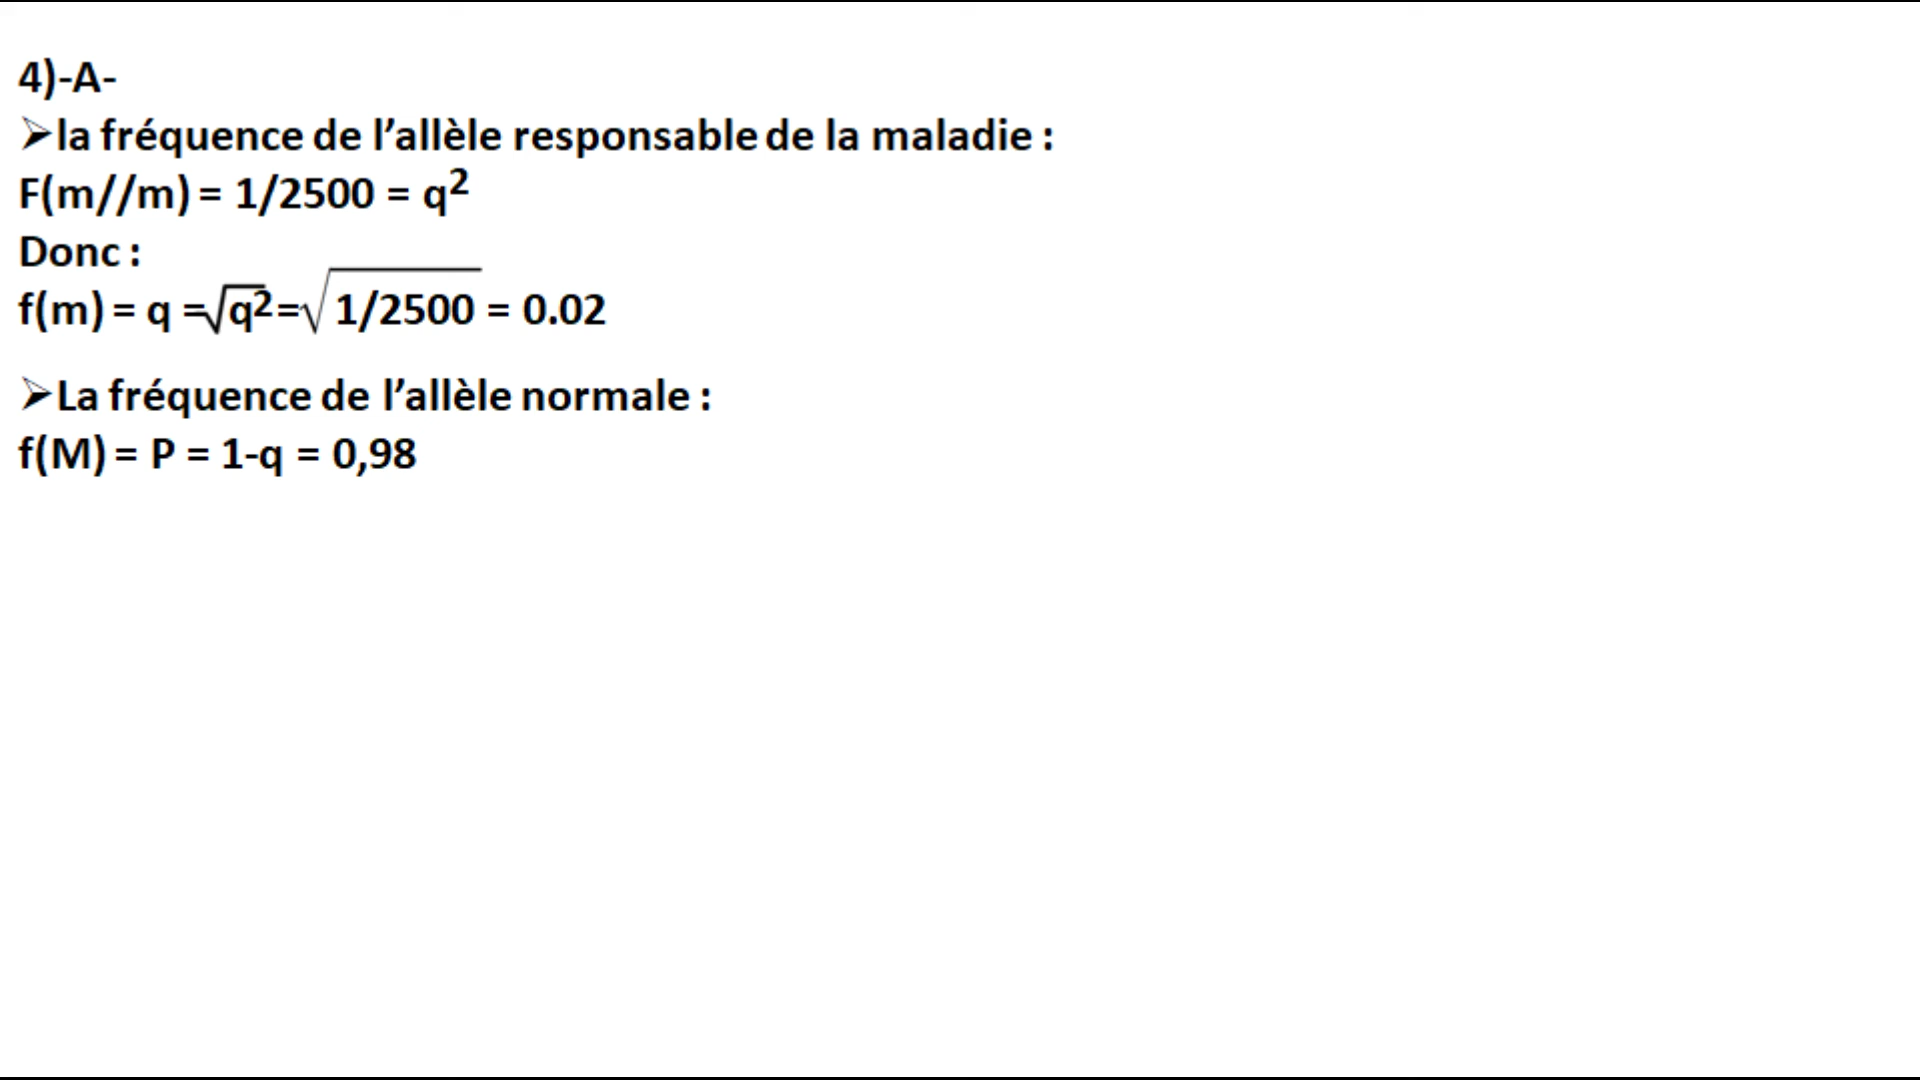 4)-A-
➢la fréquence de l’allèle responsable de la maladie :
F(m//m) = 1/2500 = q²
Donc :
f(m) = q =√q²=√1/2500 = 0.02
➢La fréquence de l’allèle normale :
f(M) = P = 1-q = 0,98